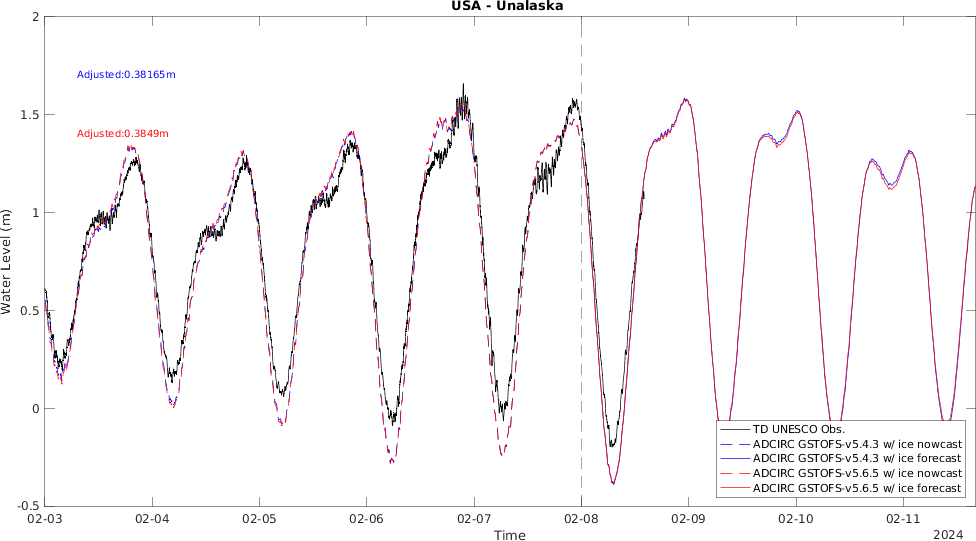 USA - Unalaska
2
1.5
1
0.5
0
-0.5
Water Level (m)
Adjusted:0.38165m
Adjusted:0.3849m
TD UNESCO Obs.
ADCIRC GSTOFS-v5.4.3 w/ ice nowcast
ADCIRC GSTOFS-v5.4.3 w/ ice forecast
ADCIRC GSTOFS-v5.6.5 w/ ice nowcast
ADCIRC GSTOFS-v5.6.5 w/ ice forecast
02-03 02-04 02-05 02-06 02-07 02-08 02-09 02-10 02-11
Time
2024